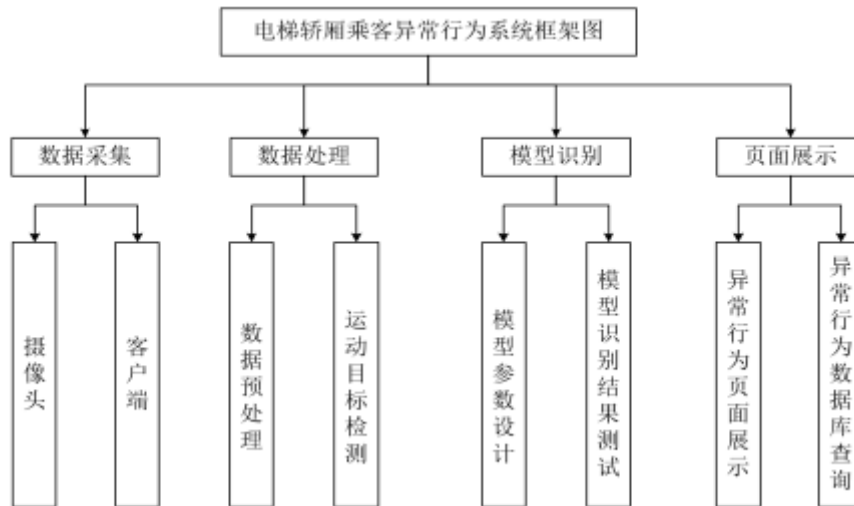 电梯轿厢乘客异常行为系统框架图
数据采集
数据处理
模型识别
页面展示
摄像头
客户端
数据预处理
运动目标检测
模型参数设计
模型识别结果测试
异常行为页面展示
异常行为数据库查询